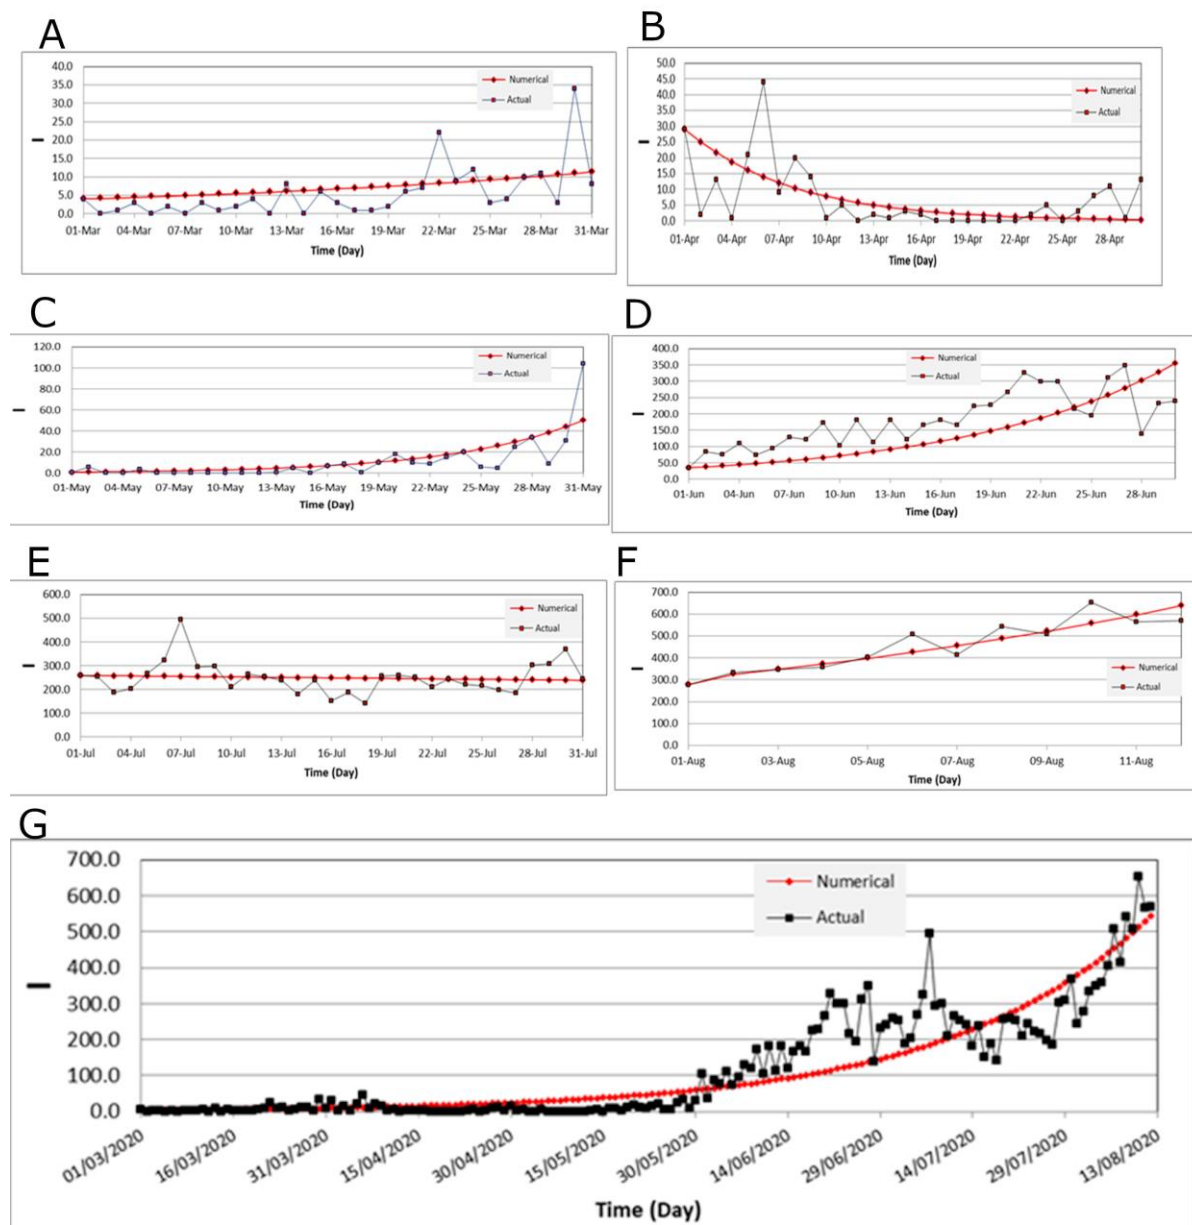 A
40.0
35.0
30.0
25.0
20.0
15.0
10.0
5.0
0.0
I
Numerical
Actual
01-Mar 04-Mar 07-Mar 10-Mar 13-Mar 16-Mar 19-Mar 22-Mar 25-Mar 28-Mar 31-Mar
Time (Day)
B
50.0
45.0
40.0
35.0
30.0
25.0
20.0
15.0
10.0
5.0
0.0
I
Numerical
Actual
01-Apr 04-Apr 07-Apr 10-Apr 13-Apr 16-Apr 19-Apr 22-Apr 25-Apr 28-Apr
Time (Day)
C
120.0
100.0
80.0
60.0
40.0
20.0
0.0
I
Numerical
Actual
01-May 04-May 07-May 10-May 13-May 16-May 19-May 22-May 25-May 28-May 31-May
Time (Day)
D
400.0
350.0
300.0
250.0
200.0
150.0
100.0
50.0
0.0
I
Numerical
Actual
01-Jun 04-Jun 07-Jun 10-Jun 13-Jun 16-Jun 19-Jun 22-Jun 25-Jun 28-Jun
Time (Day)
E
600.0
500.0
400.0
300.0
200.0
100.0
0.0
I
Numerical
Actual
01-Jul 04-Jul 07-Jul 10-Jul 13-Jul 16-Jul 19-Jul 22-Jul 25-Jul 28-Jul 31-Jul
Time (Day)
F
700.0
600.0
500.0
400.0
300.0
200.0
100.0
0.0
I
Numerical
Actual
01-Aug 03-Aug 05-Aug 07-Aug 09-Aug 11-Aug
Time (Day)
G
700.0
600.0
500.0
400.0
300.0
200.0
100.0
0.0
I
Numerical
Actual
01/03/2020 16/03/2020 31/03/2020 15/04/2020 30/04/2020 15/05/2020 30/05/2020 14/06/2020 29/06/2020 14/07/2020 29/07/2020 13/08/2020
Time (Day)